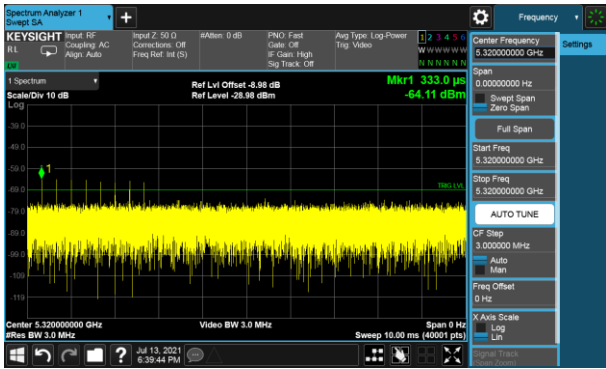 Spectrum Analyzer 1
Swept SA
+
Frequency
KEYSIGHT
RL
Input: RF
Coupling: AC
Align: Auto
Input Z: 50 Ω
Corrections: Off
Freq Ref: Int (S)
#Atten: 0 dB
PNO: Fast
Gate: Off
IF Gain: High
Sig Track: Off
Avg Type: Log-Power
Trig: Video
1 2 3 4 5 6
W W W W W W
N N N N N N
1 Spectrum
Scale/Div 10 dB
Log
Ref Lvl Offset -8.98 dB
Ref Level -28.98 dBm
Mkr1 333.0 µs
-64.11 dBm
-39.0
-49.0
-59.0
-69.0
-79.0
-89.0
-99.0
-109
-119
1
TRIG LVL
Center 5.320000000 GHz
#Res BW 3.0 MHz
Video BW 3.0 MHz
Span 0 Hz
Sweep 10.00 ms (40001 pts)
Jul 13, 2021
6:39:44 PM
?
Center Frequency
5.320000000 GHz
Span
0.00000000 Hz
Swept Span
Zero Span
Full Span
Start Freq
5.320000000 GHz
Stop Freq
5.320000000 GHz
AUTO TUNE
CF Step
3.000000 MHz
Auto
Man
Freq Offset
0 Hz
X Axis Scale
Log
Lin
Signal Track
(Span Zoom)
Settings